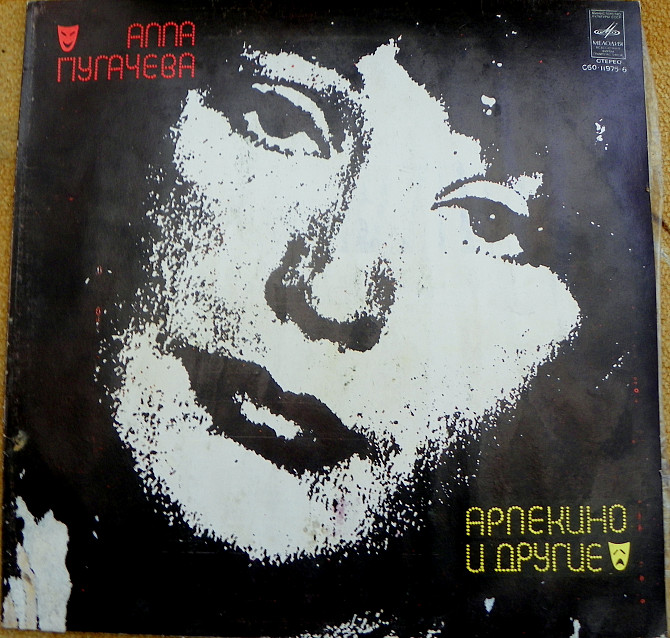 АЛЛА
ПУГАЧЕВА
МЕЛОДИЯ
СТЕРЕО
С60-11975-6
АРЛЕКИНО
И ДРУГИЕ